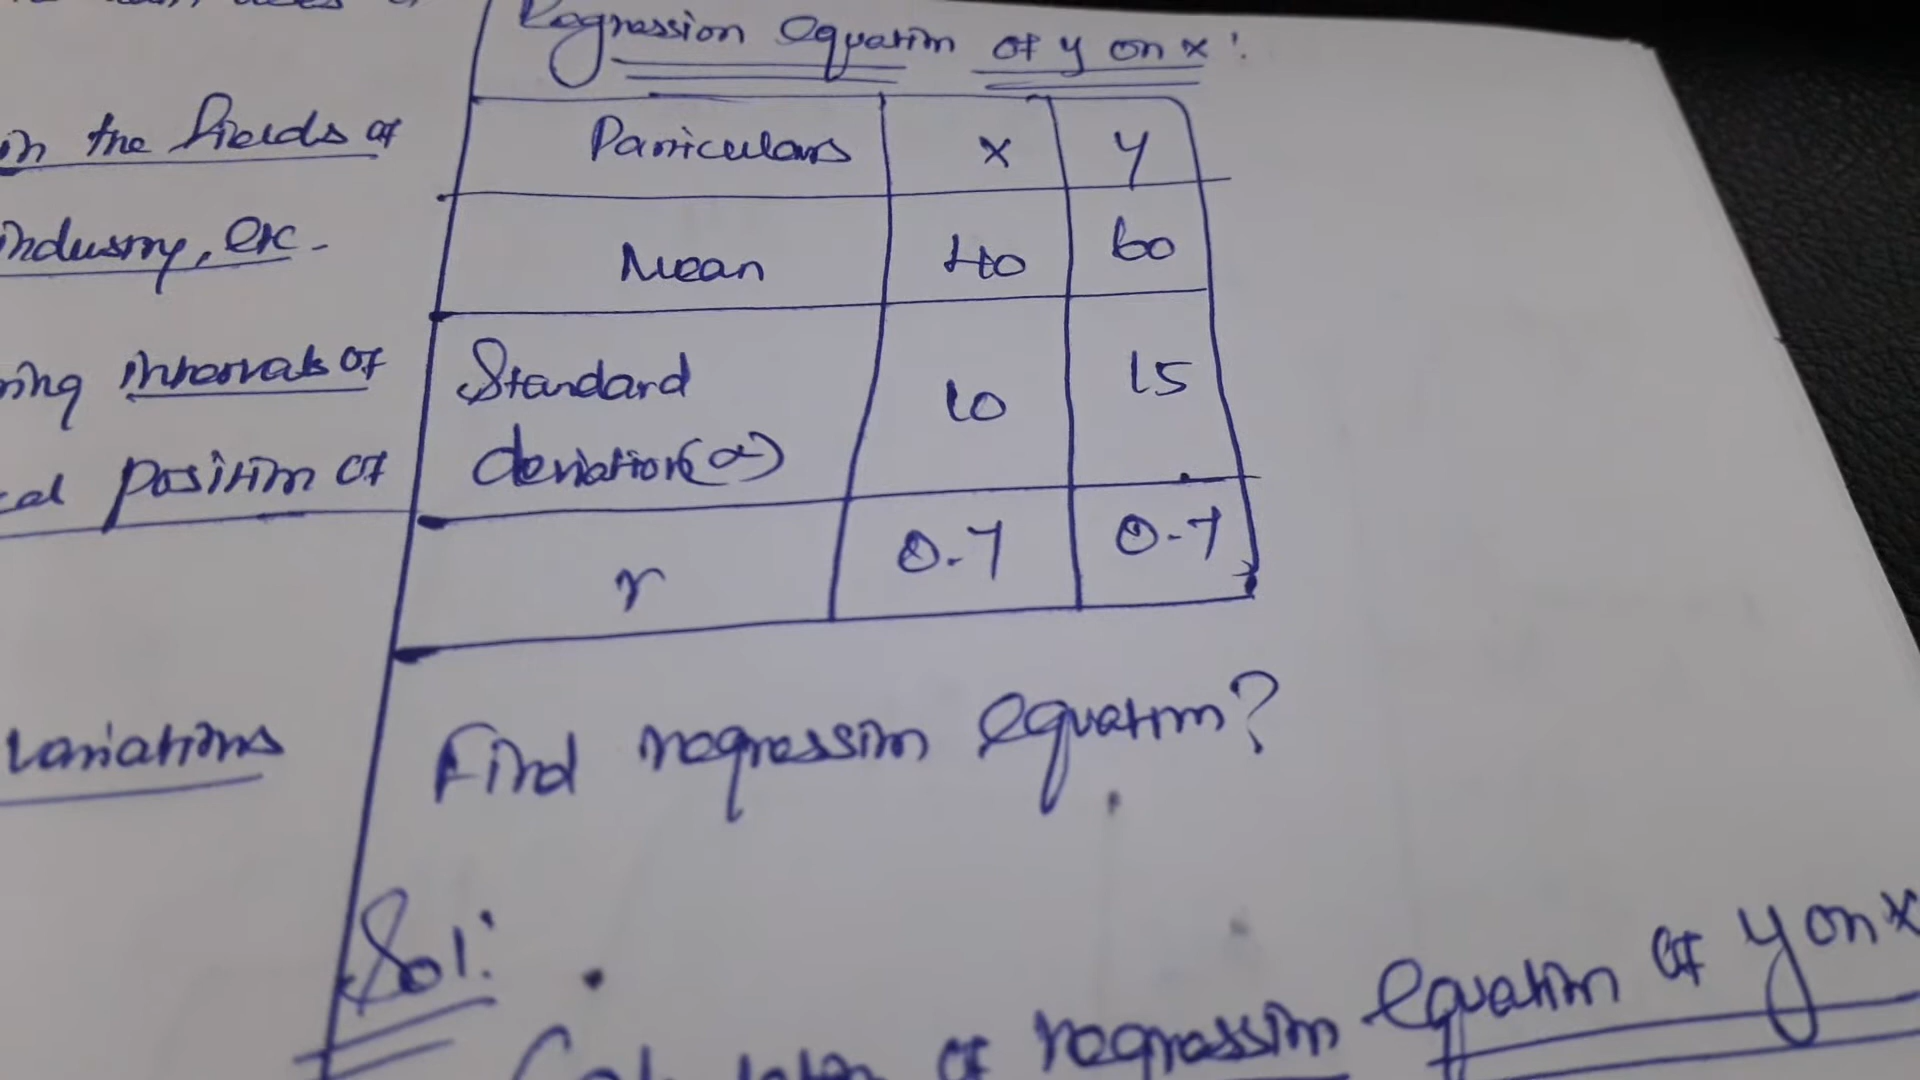 in the fields of
industry, etc.
intervals of
position of
variations
Regression equation of y on x:
Particulars x y
Mean 40 60
Standard 10 15
deviation(σ)
r 0.7 0.7
Find regression equation?
Sol:
of regression equation of y on x